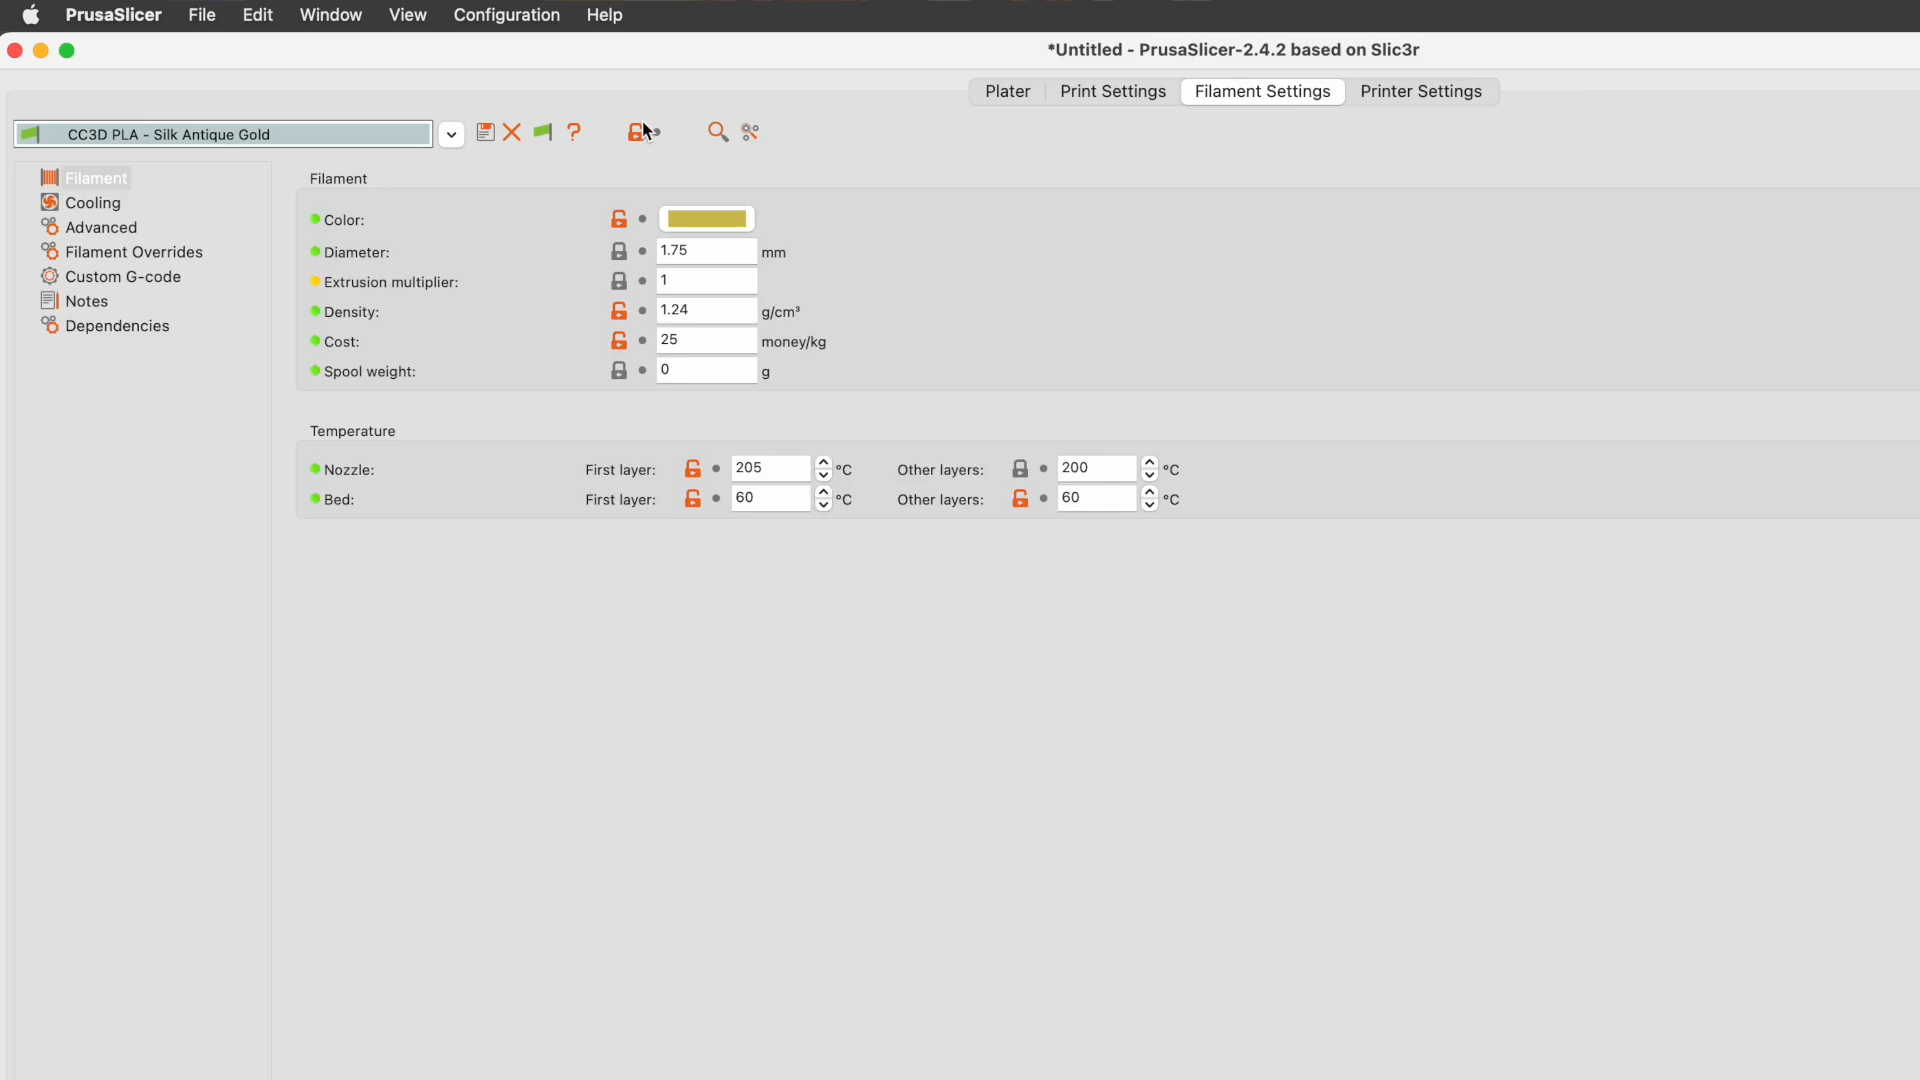 PrusaSlicer File Edit Window View Configuration Help
*Untitled - PrusaSlicer-2.4.2 based on Slic3r
Plater Print Settings Filament Settings Printer Settings
CC3D PLA - Silk Antique Gold
Filament
Cooling
Advanced
Filament Overrides
Custom G-code
Notes
Dependencies
Filament
Color:
Diameter: 1.75 mm
Extrusion multiplier: 1
Density: 1.24 g/cm³
Cost: 25 money/kg
Spool weight: 0 g
Temperature
Nozzle: First layer: 205 °C Other layers: 200 °C
Bed: First layer: 60 °C Other layers: 60 °C